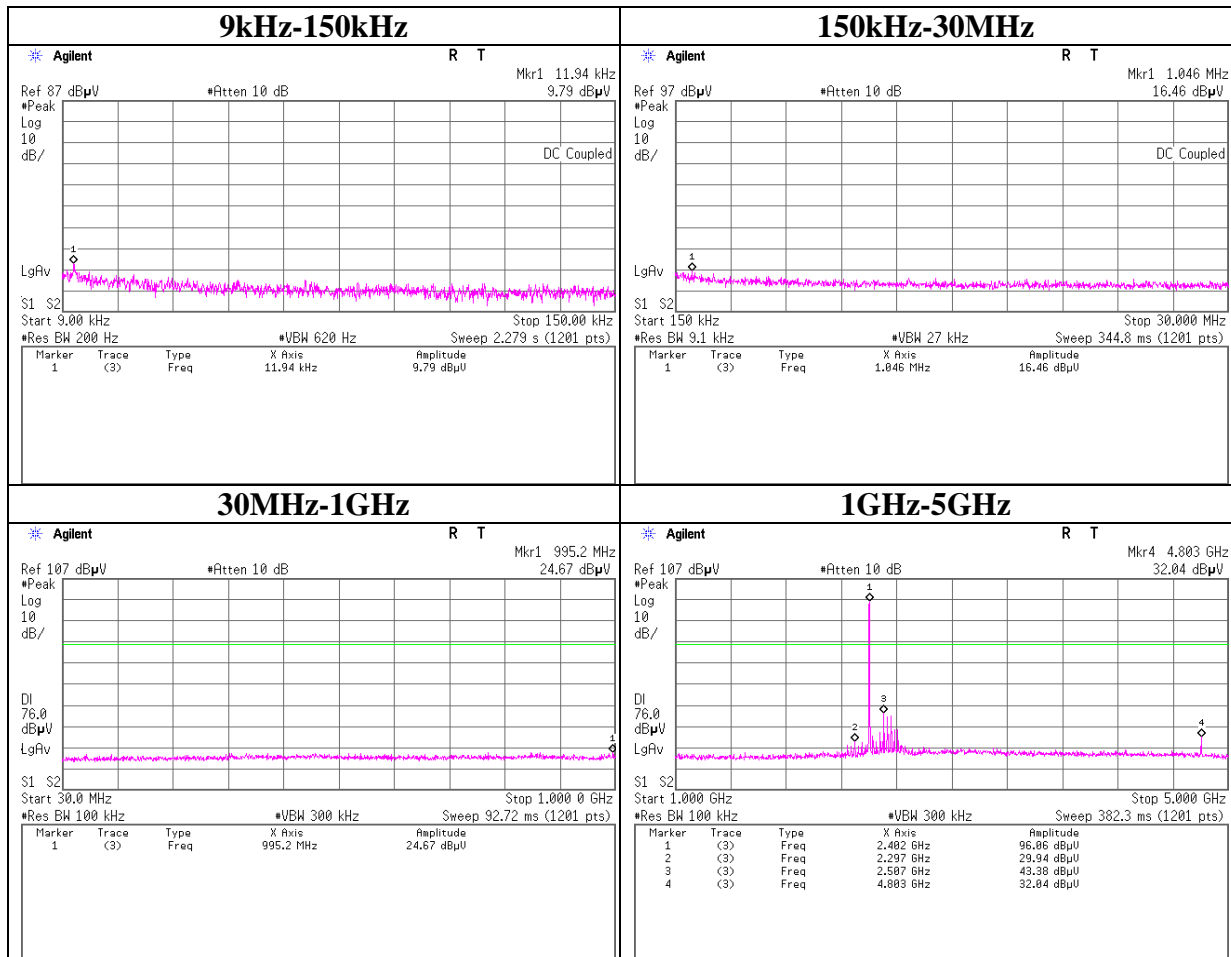 9kHz-150kHz
Agilent R T
Mkr1 11.94 kHz
Ref 87 dBµV #Atten 10 dB 9.79 dBµV
#Peak
Log
10
dB/
DC Coupled
1
LgAv
S1 S2
Start 9.00 kHz Stop 150.00 kHz
#Res BW 200 Hz #VBW 620 Hz Sweep 2.279 s (1201 pts)
Marker Trace Type X Axis Amplitude
1 (3) Freq 11.94 kHz 9.79 dBµV
150kHz-30MHz
Agilent R T
Mkr1 1.046 MHz
Ref 97 dBµV #Atten 10 dB 16.46 dBµV
#Peak
Log
10
dB/
DC Coupled
1
LgAv
S1 S2
Start 150 kHz Stop 30.000 MHz
#Res BW 9.1 kHz #VBW 27 kHz Sweep 344.8 ms (1201 pts)
Marker Trace Type X Axis Amplitude
1 (3) Freq 1.046 MHz 16.46 dBµV
30MHz-1GHz
Agilent R T
Mkr1 995.2 MHz
Ref 107 dBµV #Atten 10 dB 24.67 dBµV
#Peak
Log
10
dB/
DI
76.0
dBµV
LgAv
1
S1 S2
Start 30.0 MHz Stop 1.000 0 GHz
#Res BW 100 kHz #VBW 300 kHz Sweep 92.72 ms (1201 pts)
Marker Trace Type X Axis Amplitude
1 (3) Freq 995.2 MHz 24.67 dBµV
1GHz-5GHz
Agilent R T
Mkr4 4.803 GHz
Ref 107 dBµV #Atten 10 dB 32.04 dBµV
#Peak
1
Log
10
dB/
DI
3
76.0
dBµV
2 4
LgAv
S1 S2
Start 1.000 GHz Stop 5.000 GHz
#Res BW 100 kHz #VBW 300 kHz Sweep 382.3 ms (1201 pts)
Marker Trace Type X Axis Amplitude
1 (3) Freq 2.402 GHz 96.06 dBµV
2 (3) Freq 2.297 GHz 29.94 dBµV
3 (3) Freq 2.507 GHz 43.38 dBµV
4 (3) Freq 4.803 GHz 32.04 dBµV